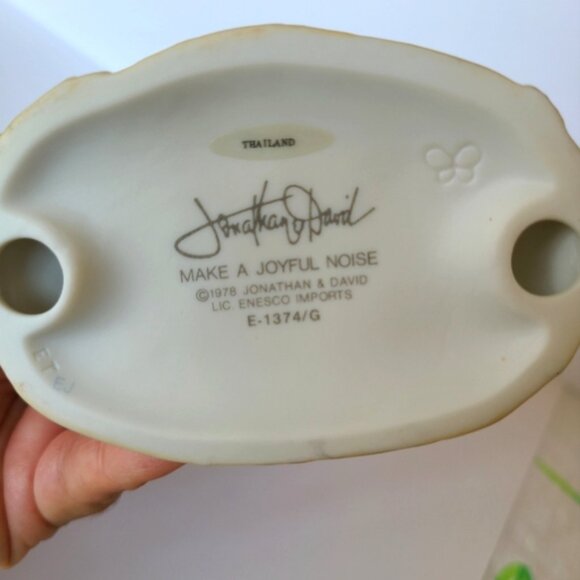 THAILAND
Jonathan & David
MAKE A JOYFUL NOISE
©1978 JONATHAN & DAVID
LIC. ENESCO IMPORTS
E-1374/G